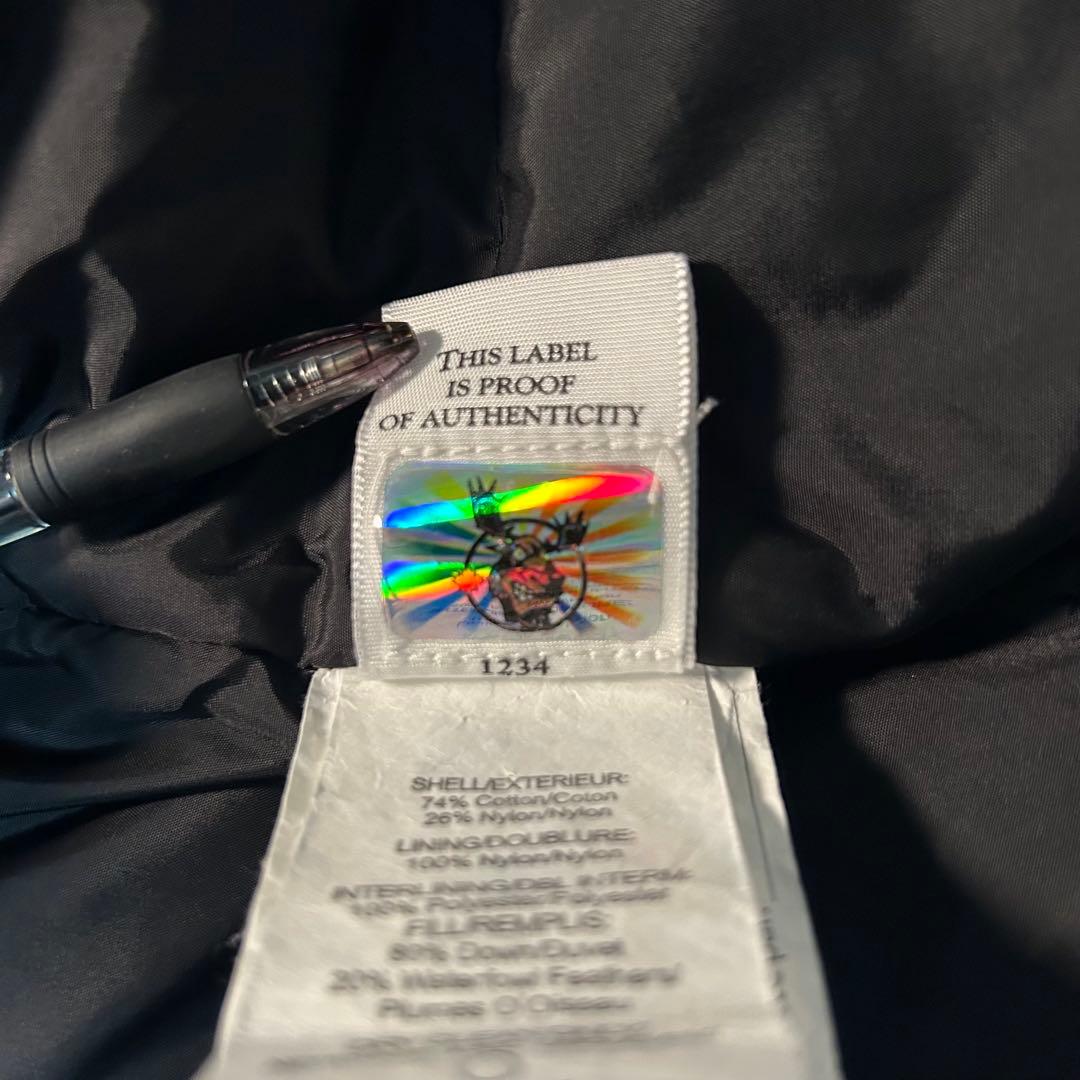 THIS LABEL
IS PROOF
OF AUTHENTICITY
1234
SHELL/EXTERIEUR:
74% Cotton/Coton
26% Nylon/Nylon
LINING/DOUBLURE:
100% Nylon/Nylon
INTERLINING/DBL INTERM:
100% Polyester/Polyester
FILL/REMPLIS:
80% Down/Duvet
20% Waterfowl Feathers/
Plumes D'Oiseau